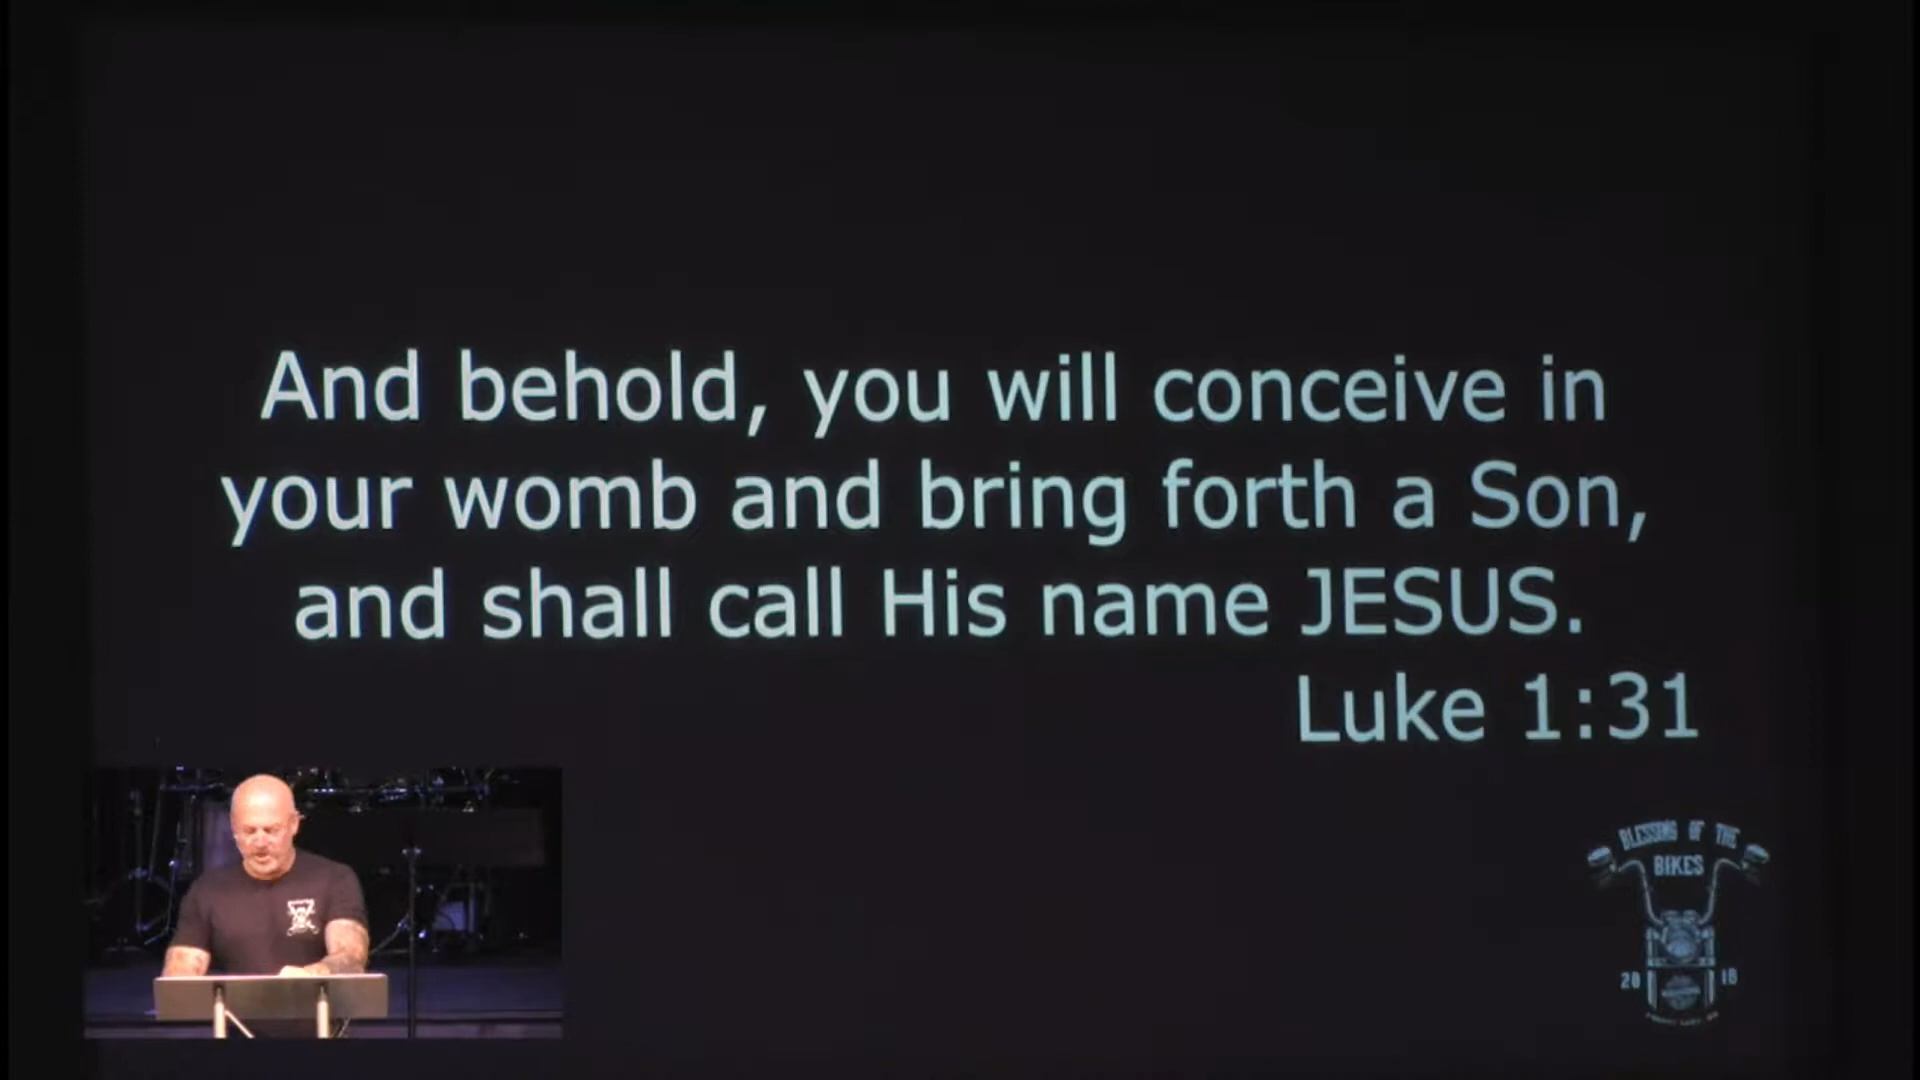 And behold, you will conceive in
your womb and bring forth a Son,
and shall call His name JESUS.
Luke 1:31
BLESSING OF THE
BIKES
20 18